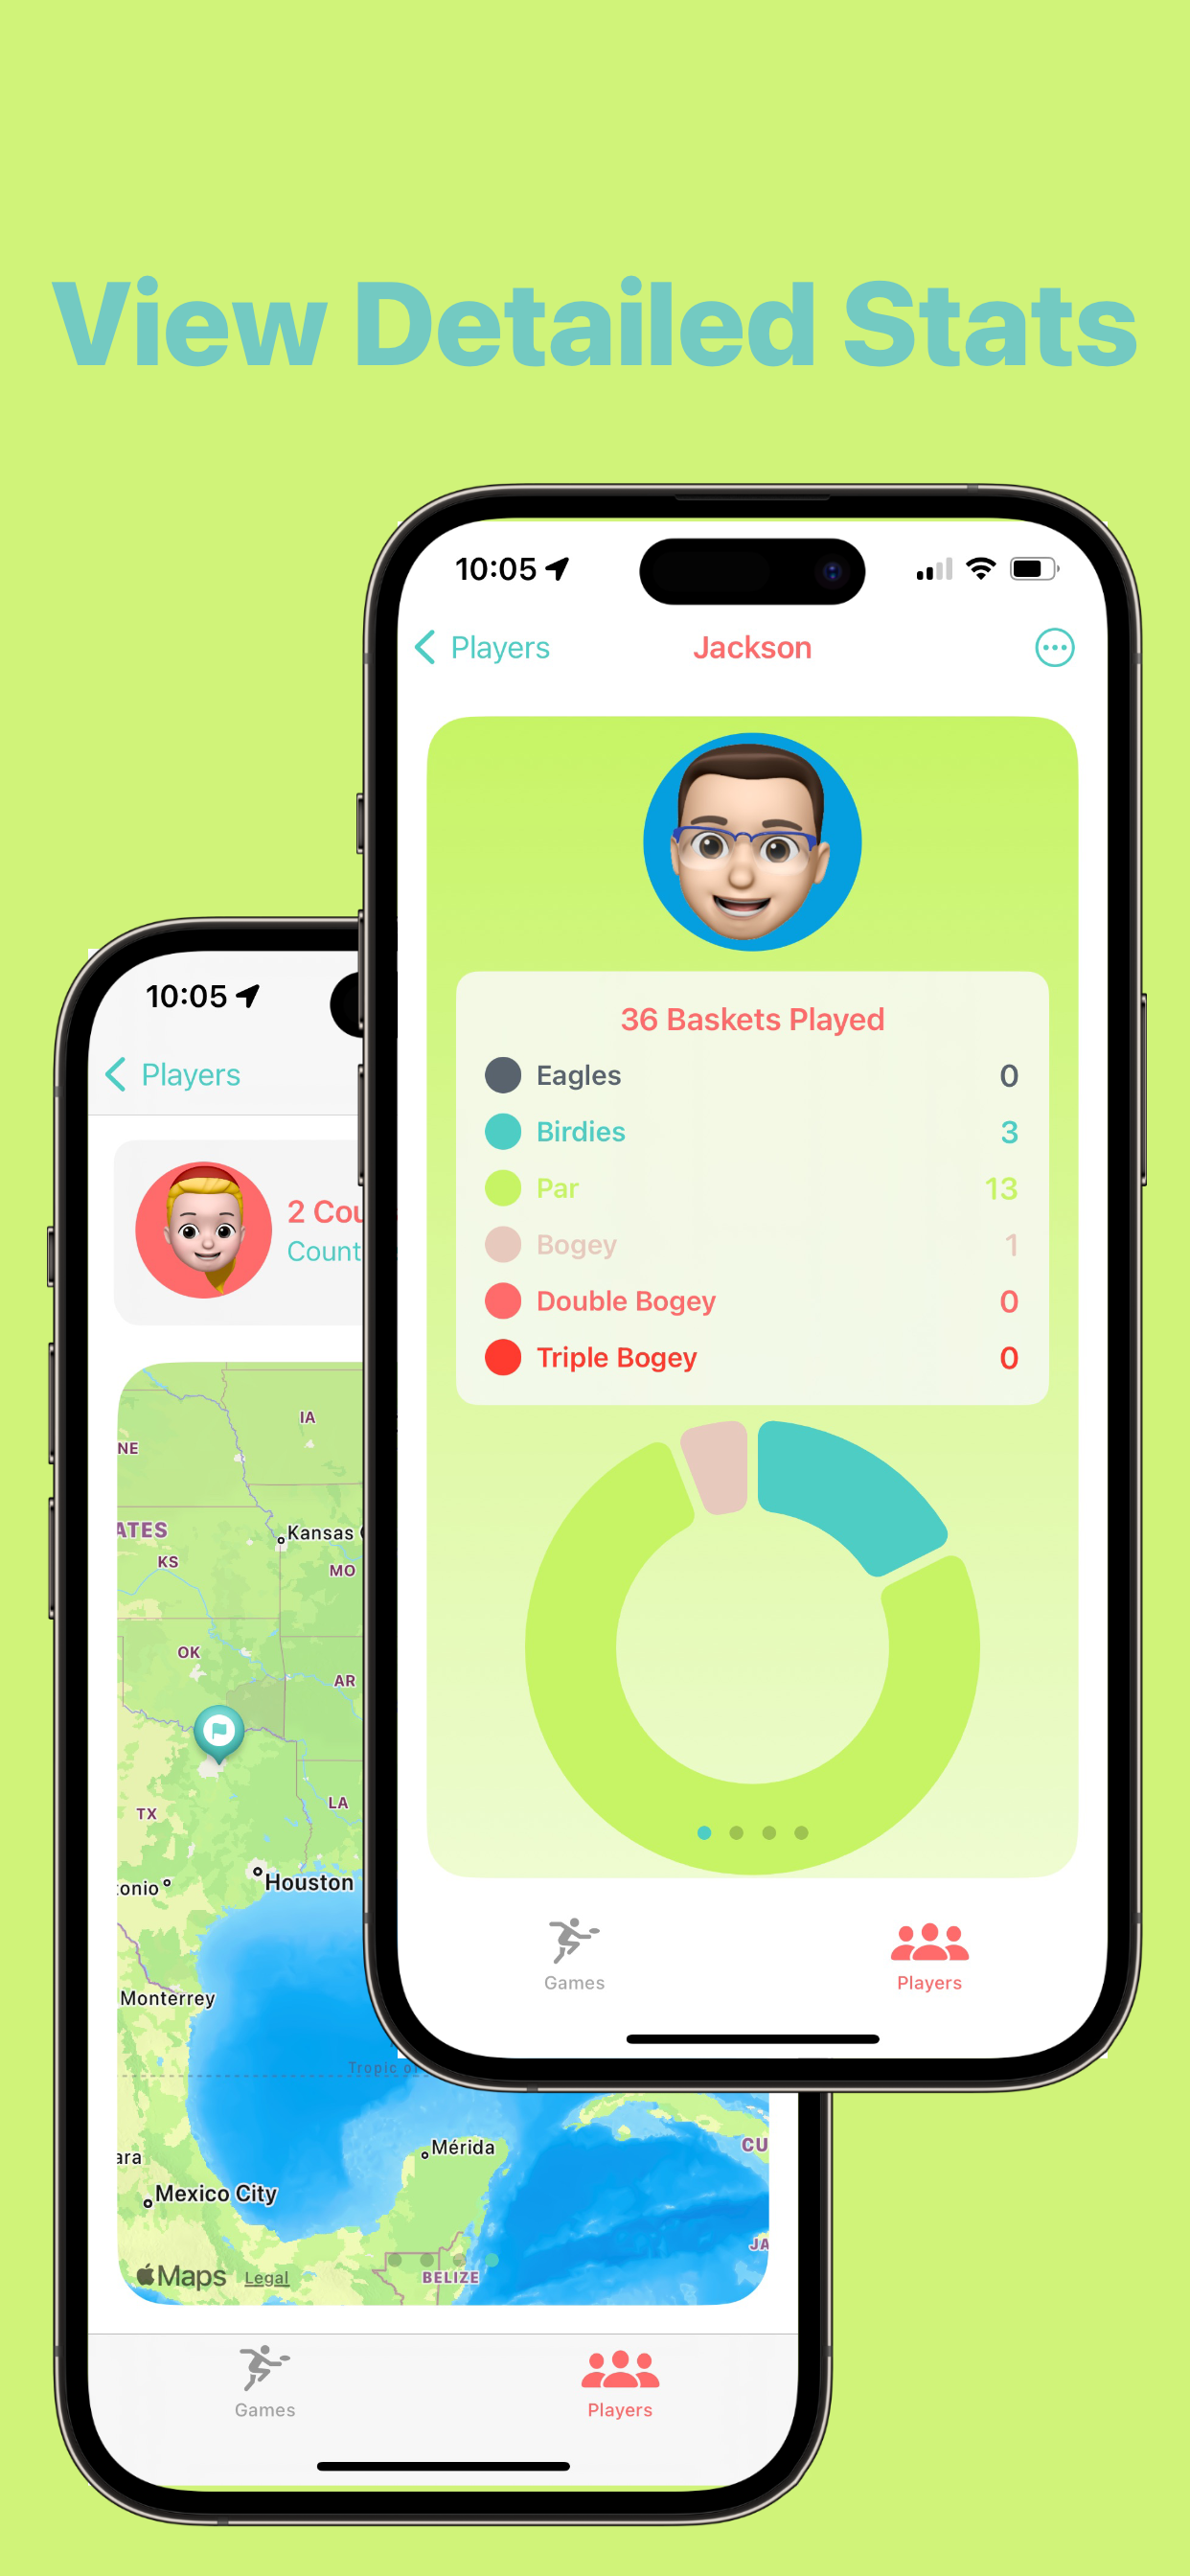 View Detailed Stats
10:05
Players
Jackson
36 Baskets Played
Eagles 0
Birdies 3
Par 13
Bogey 1
Double Bogey 0
Triple Bogey 0
Games
Players
10:05
Players
2 Cou
Count
IA
NE
ATES
Kansas
KS
MO
OK
AR
LA
TX
Houston
onio
Monterrey
Tropic of
Mérida
CU
ara
Mexico City
JA
Maps
Legal
BELIZE
Games
Players